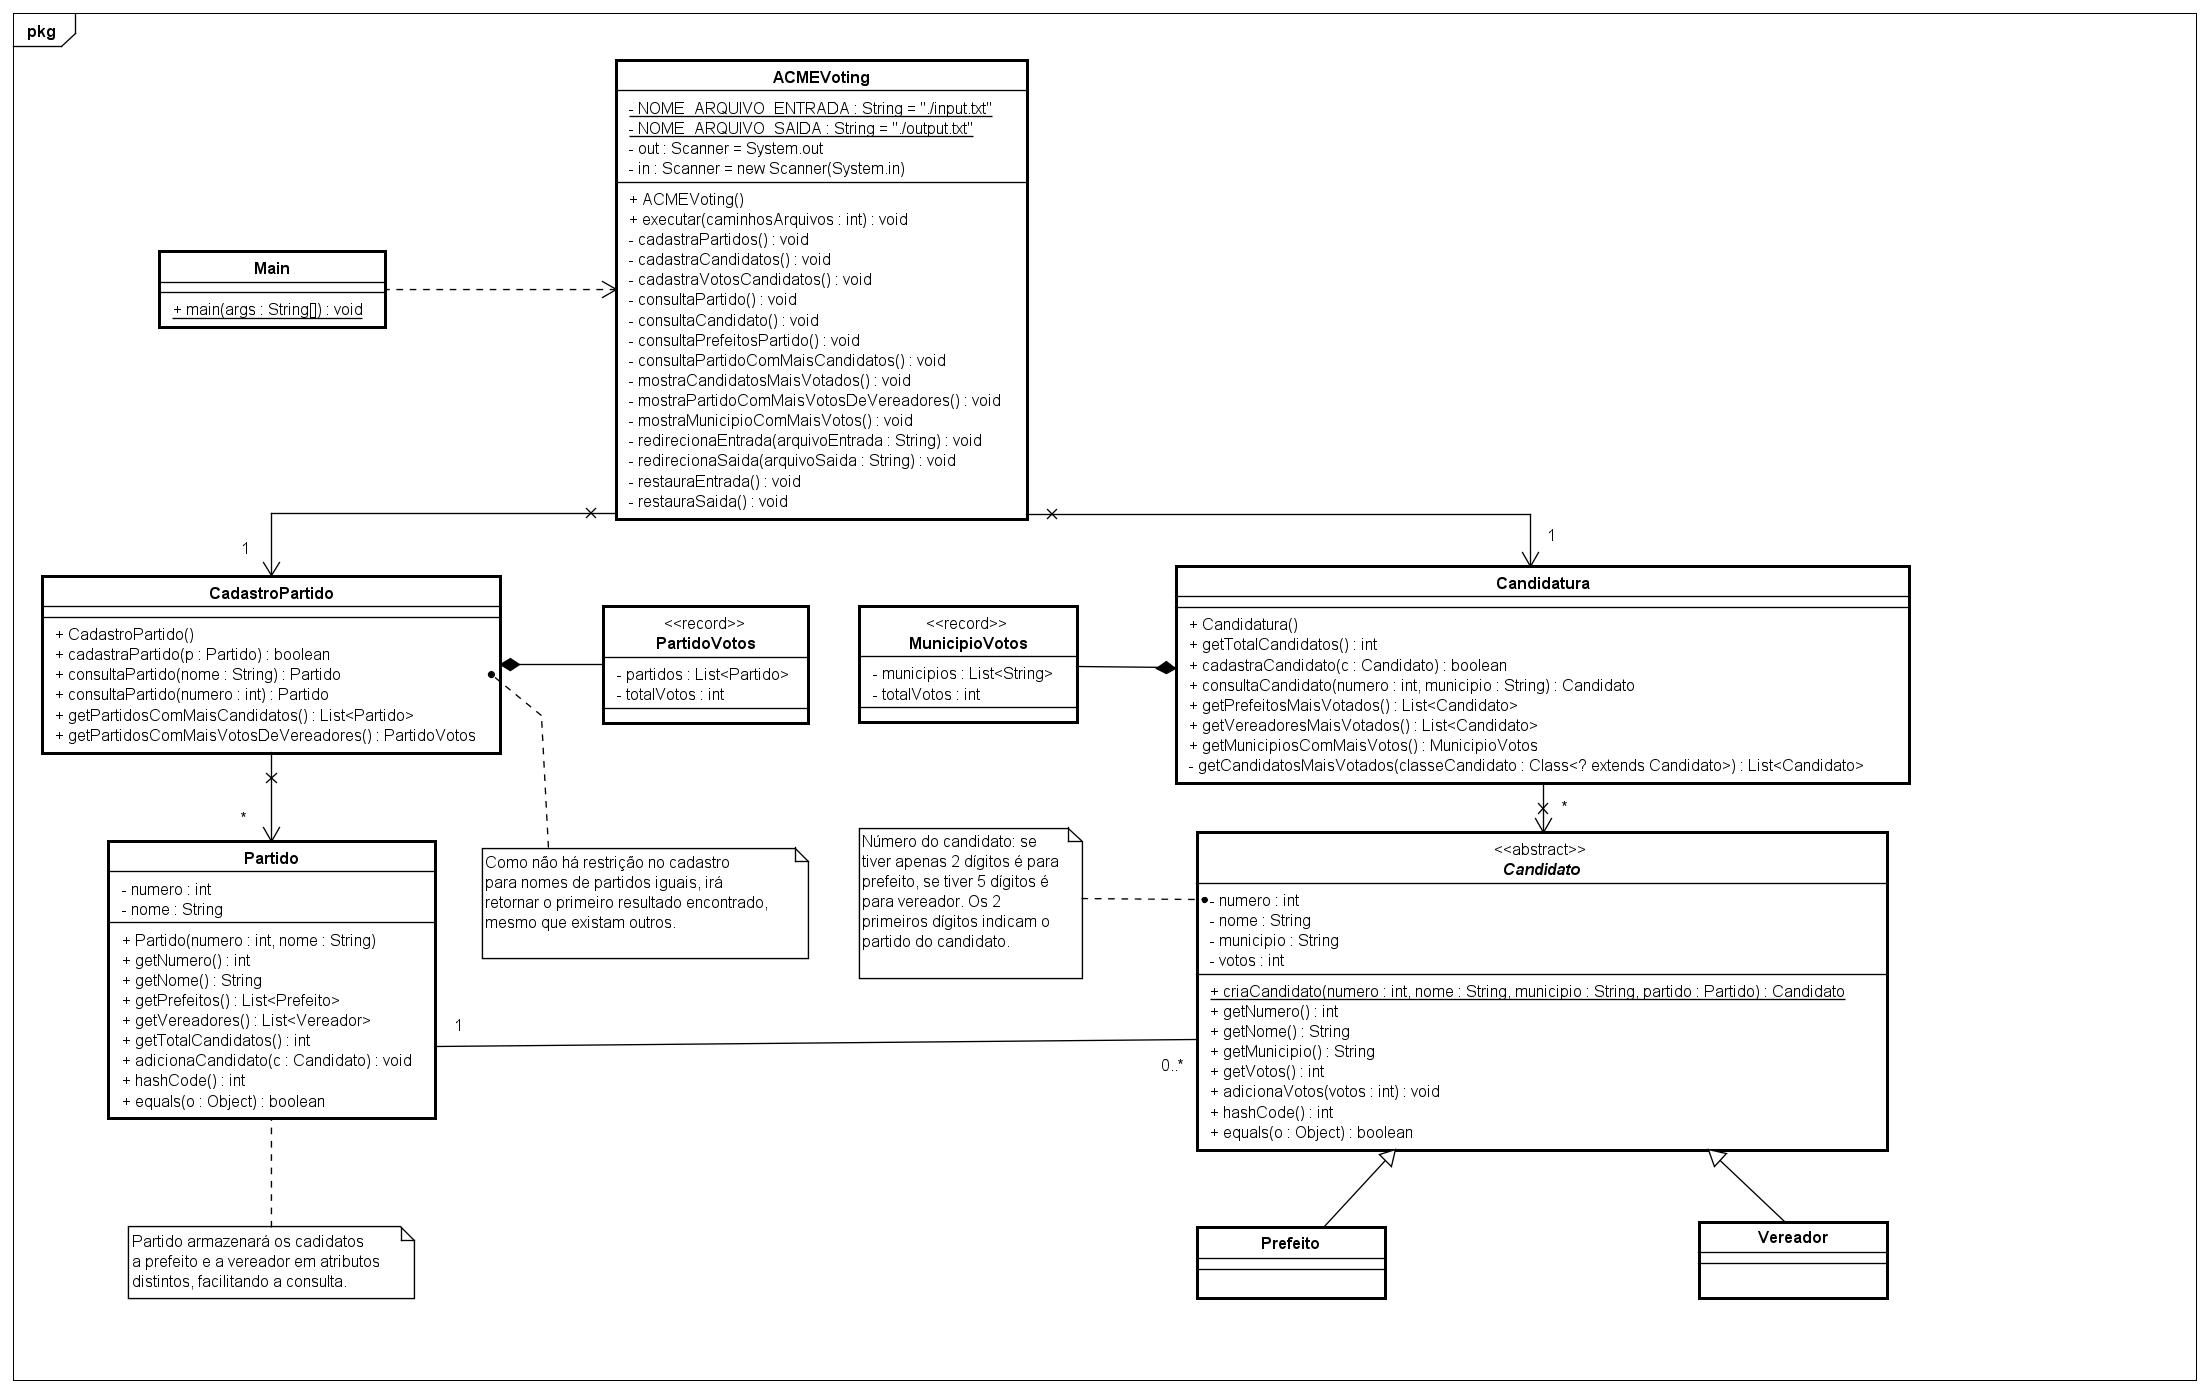 pkg
ACMEVoting
- NOME_ARQUIVO_ENTRADA : String = "./input.txt"
- NOME_ARQUIVO_SAIDA : String = "./output.txt"
- out : Scanner = System.out
- in : Scanner = new Scanner(System.in)
+ ACMEVoting()
+ executar(caminhosArquivos : int) : void
- cadastraPartidos() : void
- cadastraCandidatos() : void
- cadastraVotosCandidatos() : void
- consultaPartido() : void
- consultaCandidato() : void
- consultaPrefeitosPartido() : void
- consultaPartidoComMaisCandidatos() : void
- mostraCandidatosMaisVotados() : void
- mostraPartidoComMaisVotosDeVereadores() : void
- mostraMunicipioComMaisVotos() : void
- redirecionaEntrada(arquivoEntrada : String) : void
- redirecionaSaida(arquivoSaida : String) : void
- restauraEntrada() : void
- restauraSaida() : void
Main
+ main(args : String[]) : void
1
1
CadastroPartido
+ CadastroPartido()
+ cadastraPartido(p : Partido) : boolean
+ consultaPartido(nome : String) : Partido
+ consultaPartido(numero : int) : Partido
+ getPartidosComMaisCandidatos() : List<Partido>
+ getPartidosComMaisVotosDeVereadores() : PartidoVotos
<<record>>
PartidoVotos
- partidos : List<Partido>
- totalVotos : int
<<record>>
MunicipioVotos
- municipios : List<String>
- totalVotos : int
Candidatura
+ Candidatura()
+ getTotalCandidatos() : int
+ cadastraCandidato(c : Candidato) : boolean
+ consultaCandidato(numero : int, municipio : String) : Candidato
+ getPrefeitosMaisVotados() : List<Candidato>
+ getVereadoresMaisVotados() : List<Candidato>
+ getMunicipiosComMaisVotos() : MunicipioVotos
- getCandidatosMaisVotados(classeCandidato : Class<? extends Candidato>) : List<Candidato>
*
*
Partido
- numero : int
- nome : String
+ Partido(numero : int, nome : String)
+ getNumero() : int
+ getNome() : String
+ getPrefeitos() : List<Prefeito>
+ getVereadores() : List<Vereador>
+ getTotalCandidatos() : int
+ adicionaCandidato(c : Candidato) : void
+ hashCode() : int
+ equals(o : Object) : boolean
Como não há restrição no cadastro
para nomes de partidos iguais, irá
retornar o primeiro resultado encontrado,
mesmo que existam outros.
Número do candidato: se
tiver apenas 2 dígitos é para
prefeito, se tiver 5 dígitos é
para vereador. Os 2
primeiros dígitos indicam o
partido do candidato.
<<abstract>>
Candidato
- numero : int
- nome : String
- municipio : String
- votos : int
+ criaCandidato(numero : int, nome : String, municipio : String, partido : Partido) : Candidato
+ getNumero() : int
+ getNome() : String
+ getMunicipio() : String
+ getVotos() : int
+ adicionaVotos(votos : int) : void
+ hashCode() : int
+ equals(o : Object) : boolean
1
0..*
Partido armazenará os cadidatos
a prefeito e a vereador em atributos
distintos, facilitando a consulta.
Prefeito
Vereador